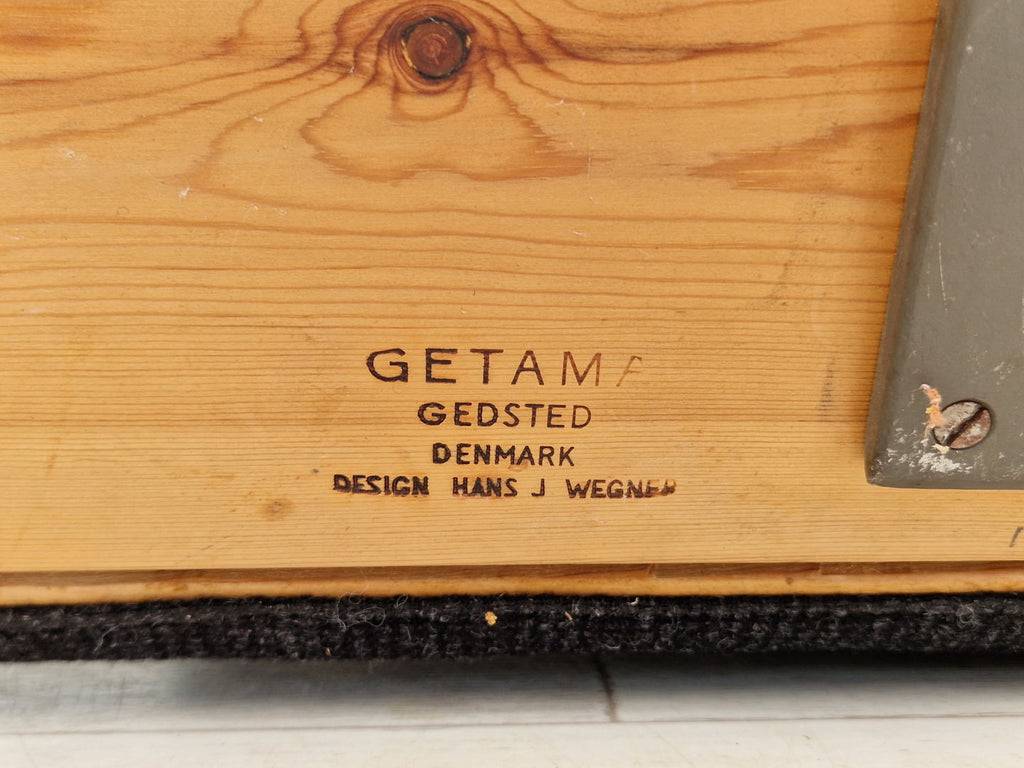 GETAMA
GEDSTED
DENMARK
DESIGN HANS J WEGNER